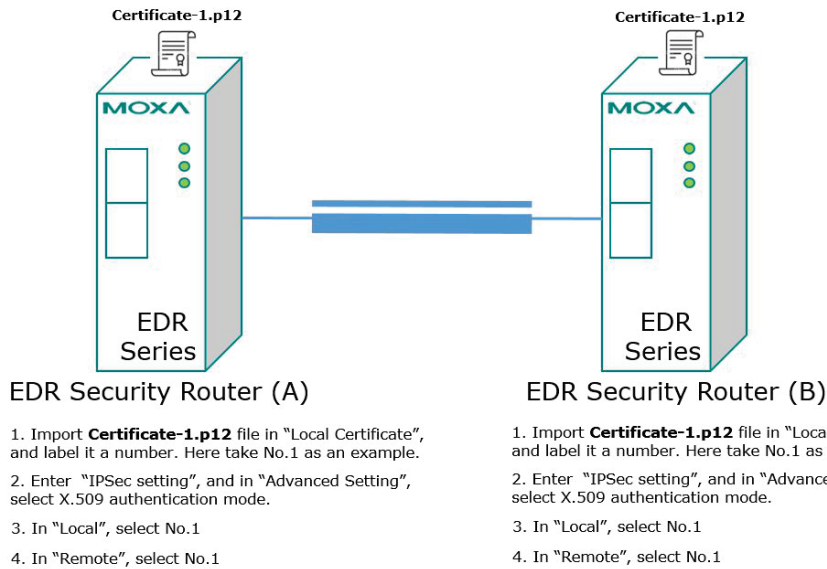 Certificate-1.p12
MOXA
EDR
Series
EDR Security Router (A)
1. Import Certificate-1.p12 file in “Local Certificate”,
and label it a number. Here take No.1 as an example.
2. Enter “IPSec setting”, and in “Advanced Setting”,
select X.509 authentication mode.
3. In “Local”, select No.1
4. In “Remote”, select No.1
Certificate-1.p12
MOXA
EDR
Series
EDR Security Router (B)
1. Import Certificate-1.p12 file in “Loca
and label it a number. Here take No.1 as
2. Enter “IPSec setting”, and in “Advance
select X.509 authentication mode.
3. In “Local”, select No.1
4. In “Remote”, select No.1